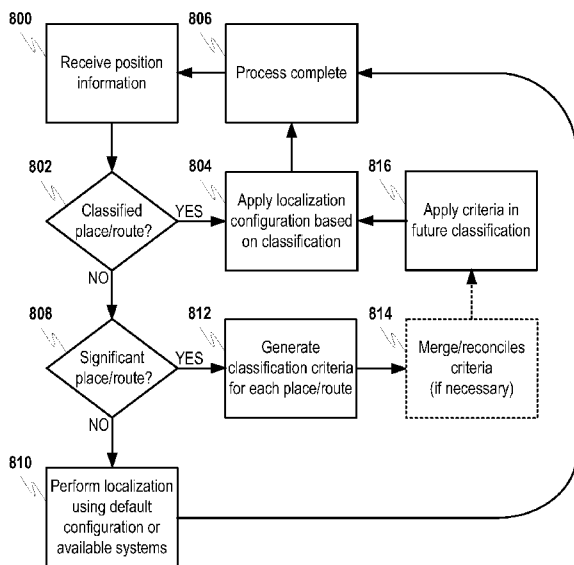 800
Receive position
information
806
Process complete
802
Classified
place/route?
YES
NO
804
Apply localization
configuration based
on classification
816
Apply criteria in
future classification
808
Significant
place/route?
YES
NO
812
Generate
classification criteria
for each place/route
814
Merge/reconciles
criteria
(if necessary)
810
Perform localization
using default
configuration or
available systems